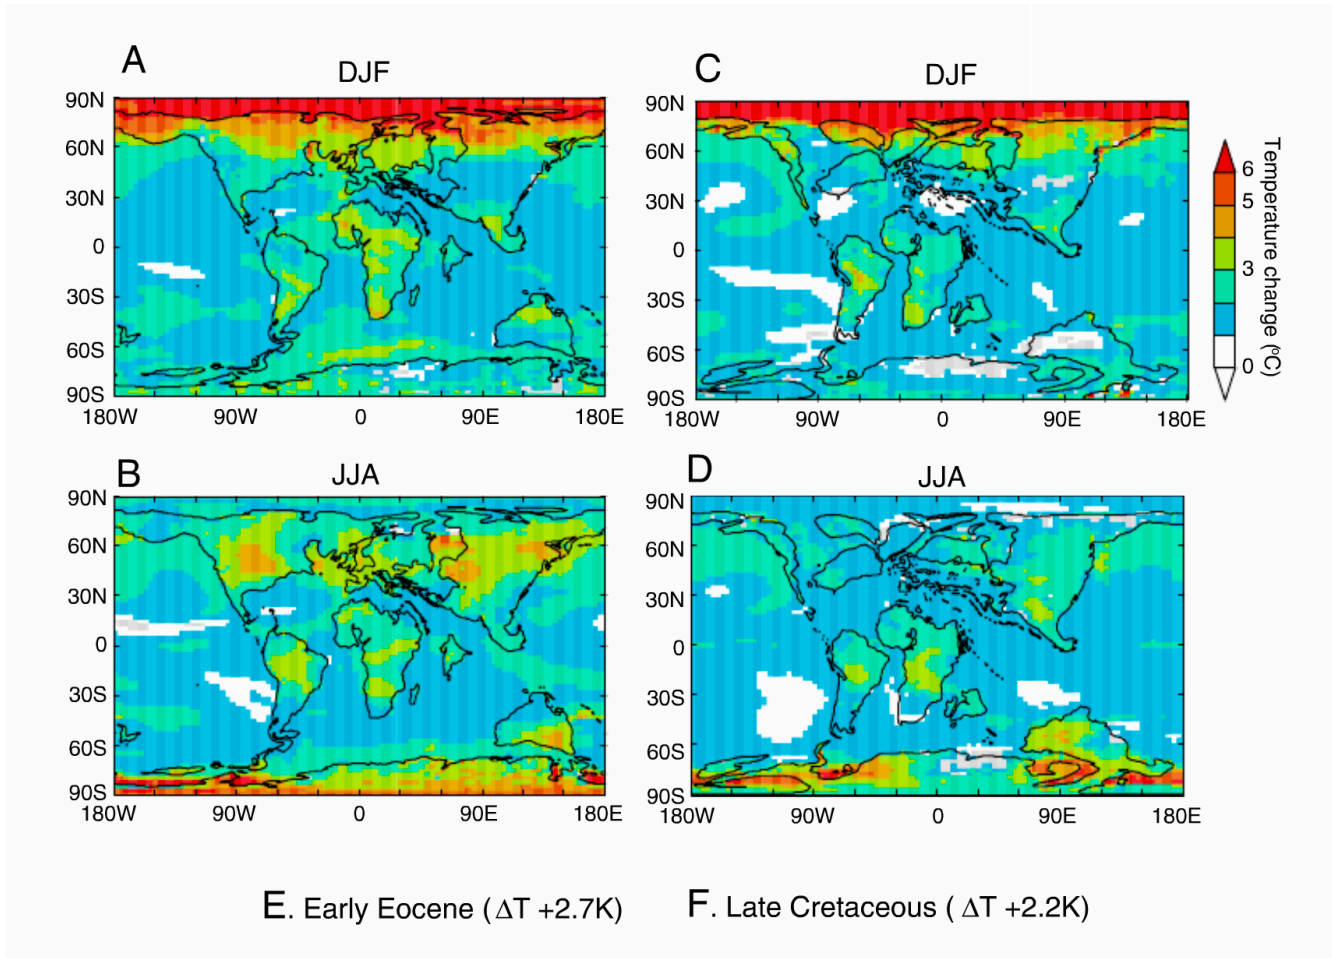 A
DJF
90N
60N
30N
0
30S
60S
90S
180W
90W
0
90E
180E
C
DJF
90N
60N
30N
0
30S
60S
90S
180W
90W
0
90E
180E
6
5
3
0
Temperature change (ºC)
B
JJA
90N
60N
30N
0
30S
60S
90S
180W
90W
0
90E
180E
D
JJA
90N
60N
30N
0
30S
60S
90S
180W
90W
0
90E
180E
E. Early Eocene (ΔT +2.7K)
F. Late Cretaceous ( ΔT +2.2K)